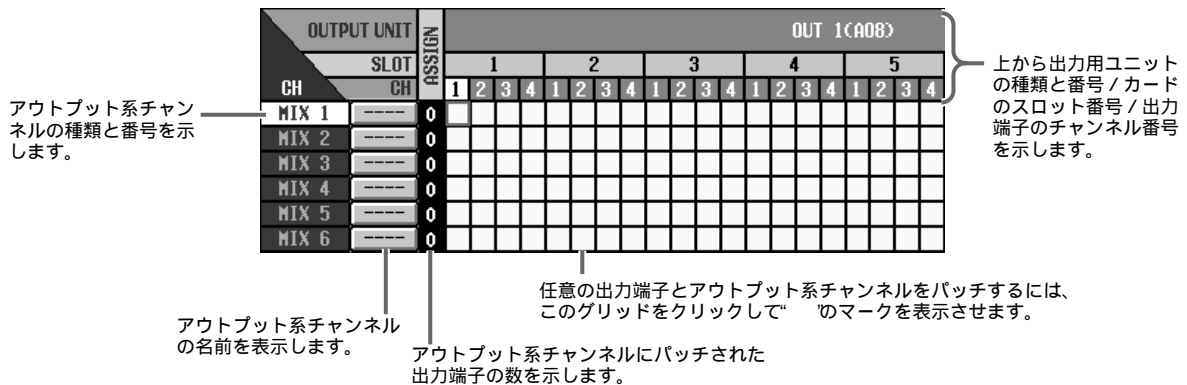 OUTPUT UNIT ASSIGN OUT 1(A08)
SLOT 1 2 3 4 5
CH CH 1 2 3 4 1 2 3 4 1 2 3 4 1 2 3 4 1 2 3 4
MIX 1 ---- 0
MIX 2 ---- 0
MIX 3 ---- 0
MIX 4 ---- 0
MIX 5 ---- 0
MIX 6 ---- 0
アウトプット系チャン
ネルの種類と番号を示
します。
上から出力用ユニット
の種類と番号 / カード
のスロット番号 / 出力
端子のチャンネル番号
を示します。
任意の出力端子とアウトプット系チャンネルをパッチするには、
このグリッドをクリックして“ ”のマークを表示させます。
アウトプット系チャンネル
の名前を表示します。
アウトプット系チャンネルにパッチされた
出力端子の数を示します。